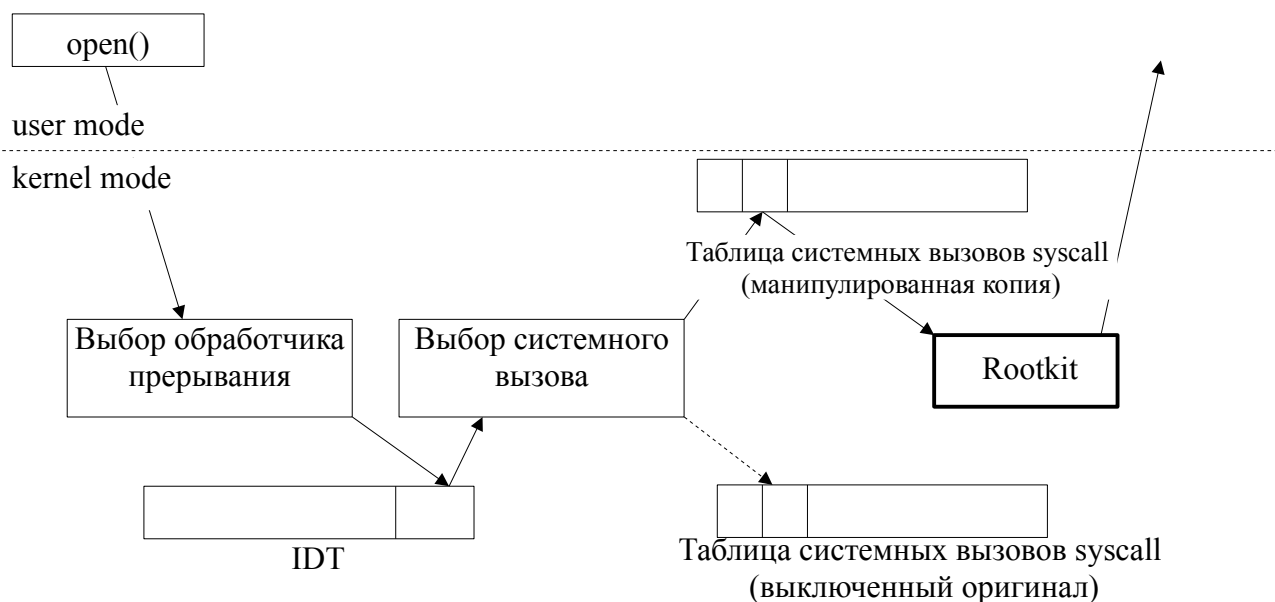 open()
user mode
kernel mode
Таблица системных вызовов syscall
(манипулированная копия)
Выбор обработчика
прерывания
Выбор системного
вызова
Rootkit
IDT
Таблица системных вызовов syscall
(выключенный оригинал)